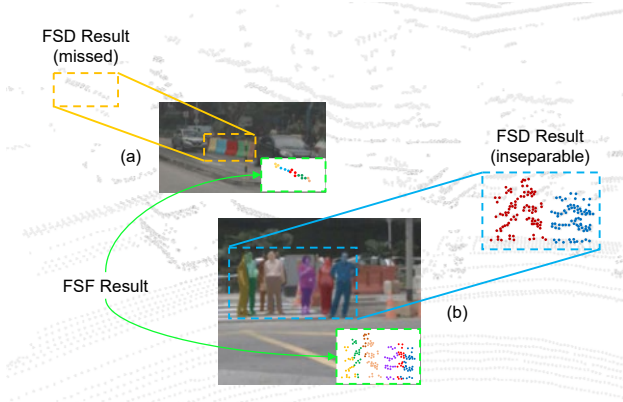 FSD Result
(missed)
(a)
FSD Result
(inseparable)
FSF Result
(b)